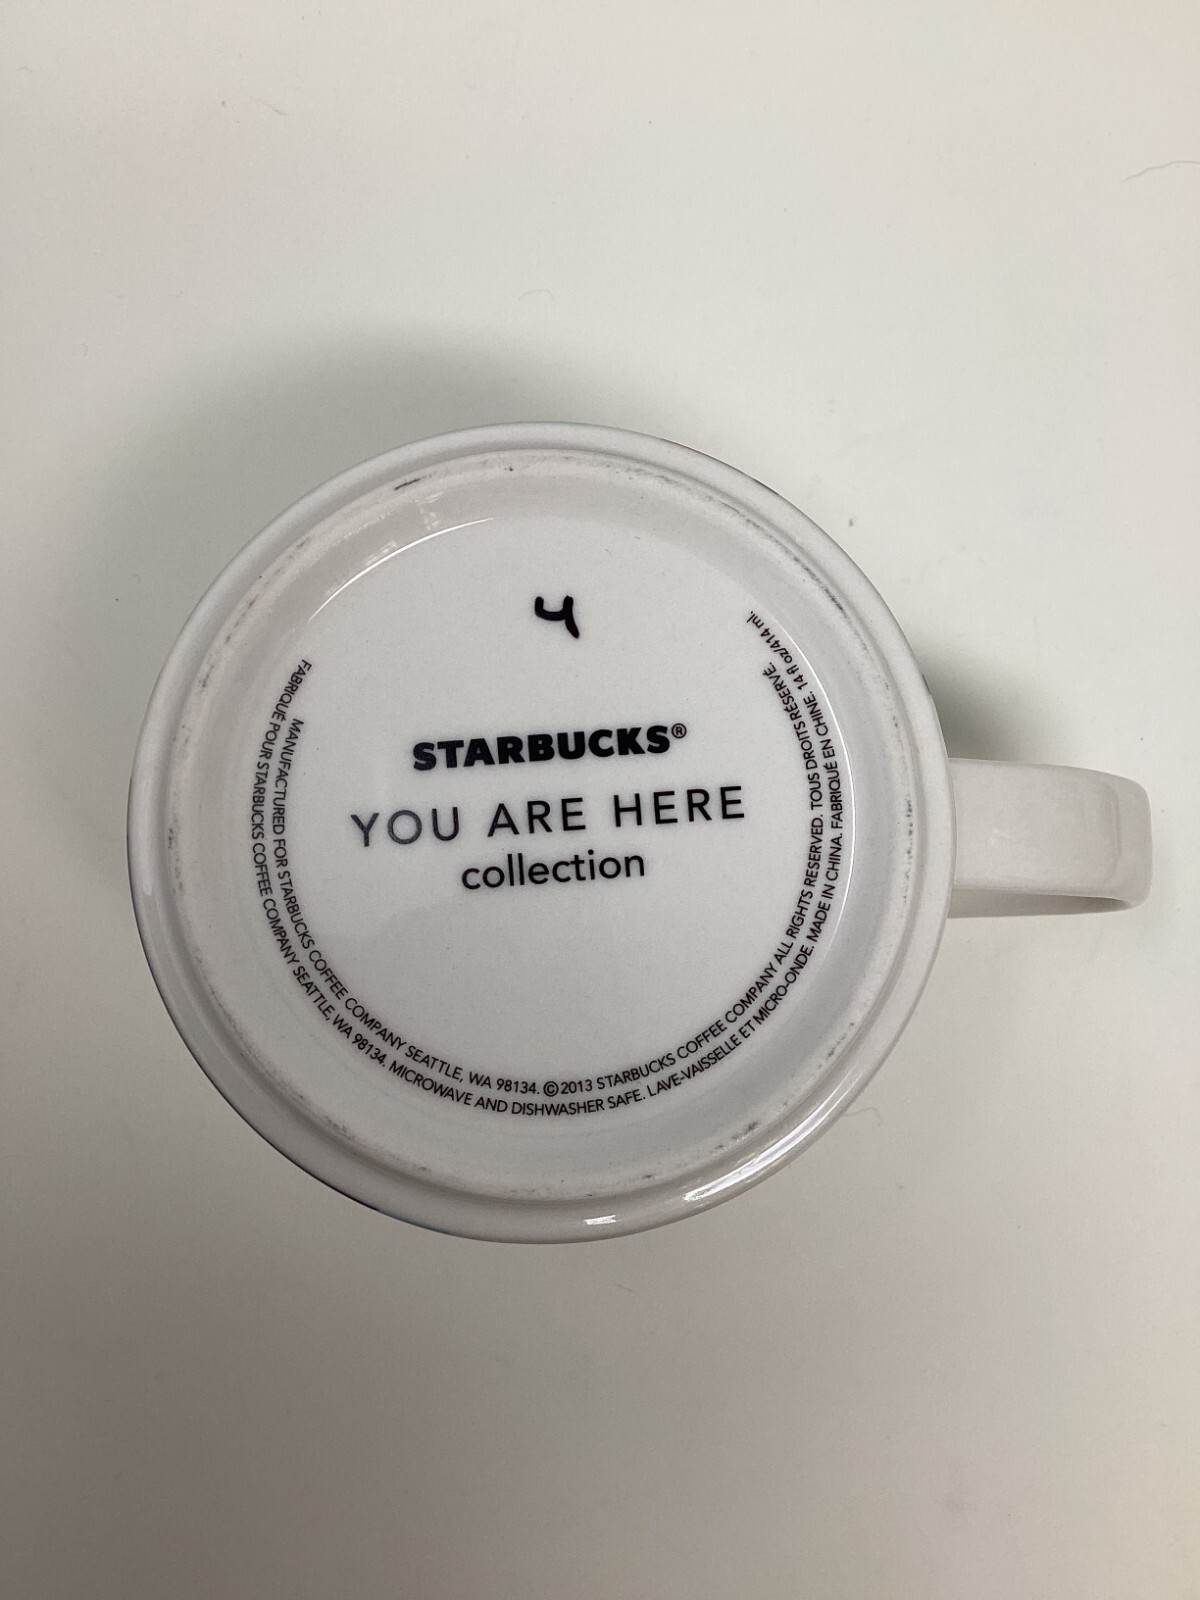 4
STARBUCKS®
YOU ARE HERE
collection
MANUFACTURED FOR STARBUCKS COFFEE COMPANY SEATTLE, WA 98134. ©2013 STARBUCKS COFFEE COMPANY ALL RIGHTS RESERVED. TOUS DROITS RÉSERVÉ.
FABRIQUÉ POUR STARBUCKS COFFEE COMPANY SEATTLE, WA 98134. MICROWAVE AND DISHWASHER SAFE. LAVE-VAISSELLE ET MICRO-ONDE. MADE IN CHINA. FABRIQUÉ EN CHINE. 14 fl oz/414 ml.